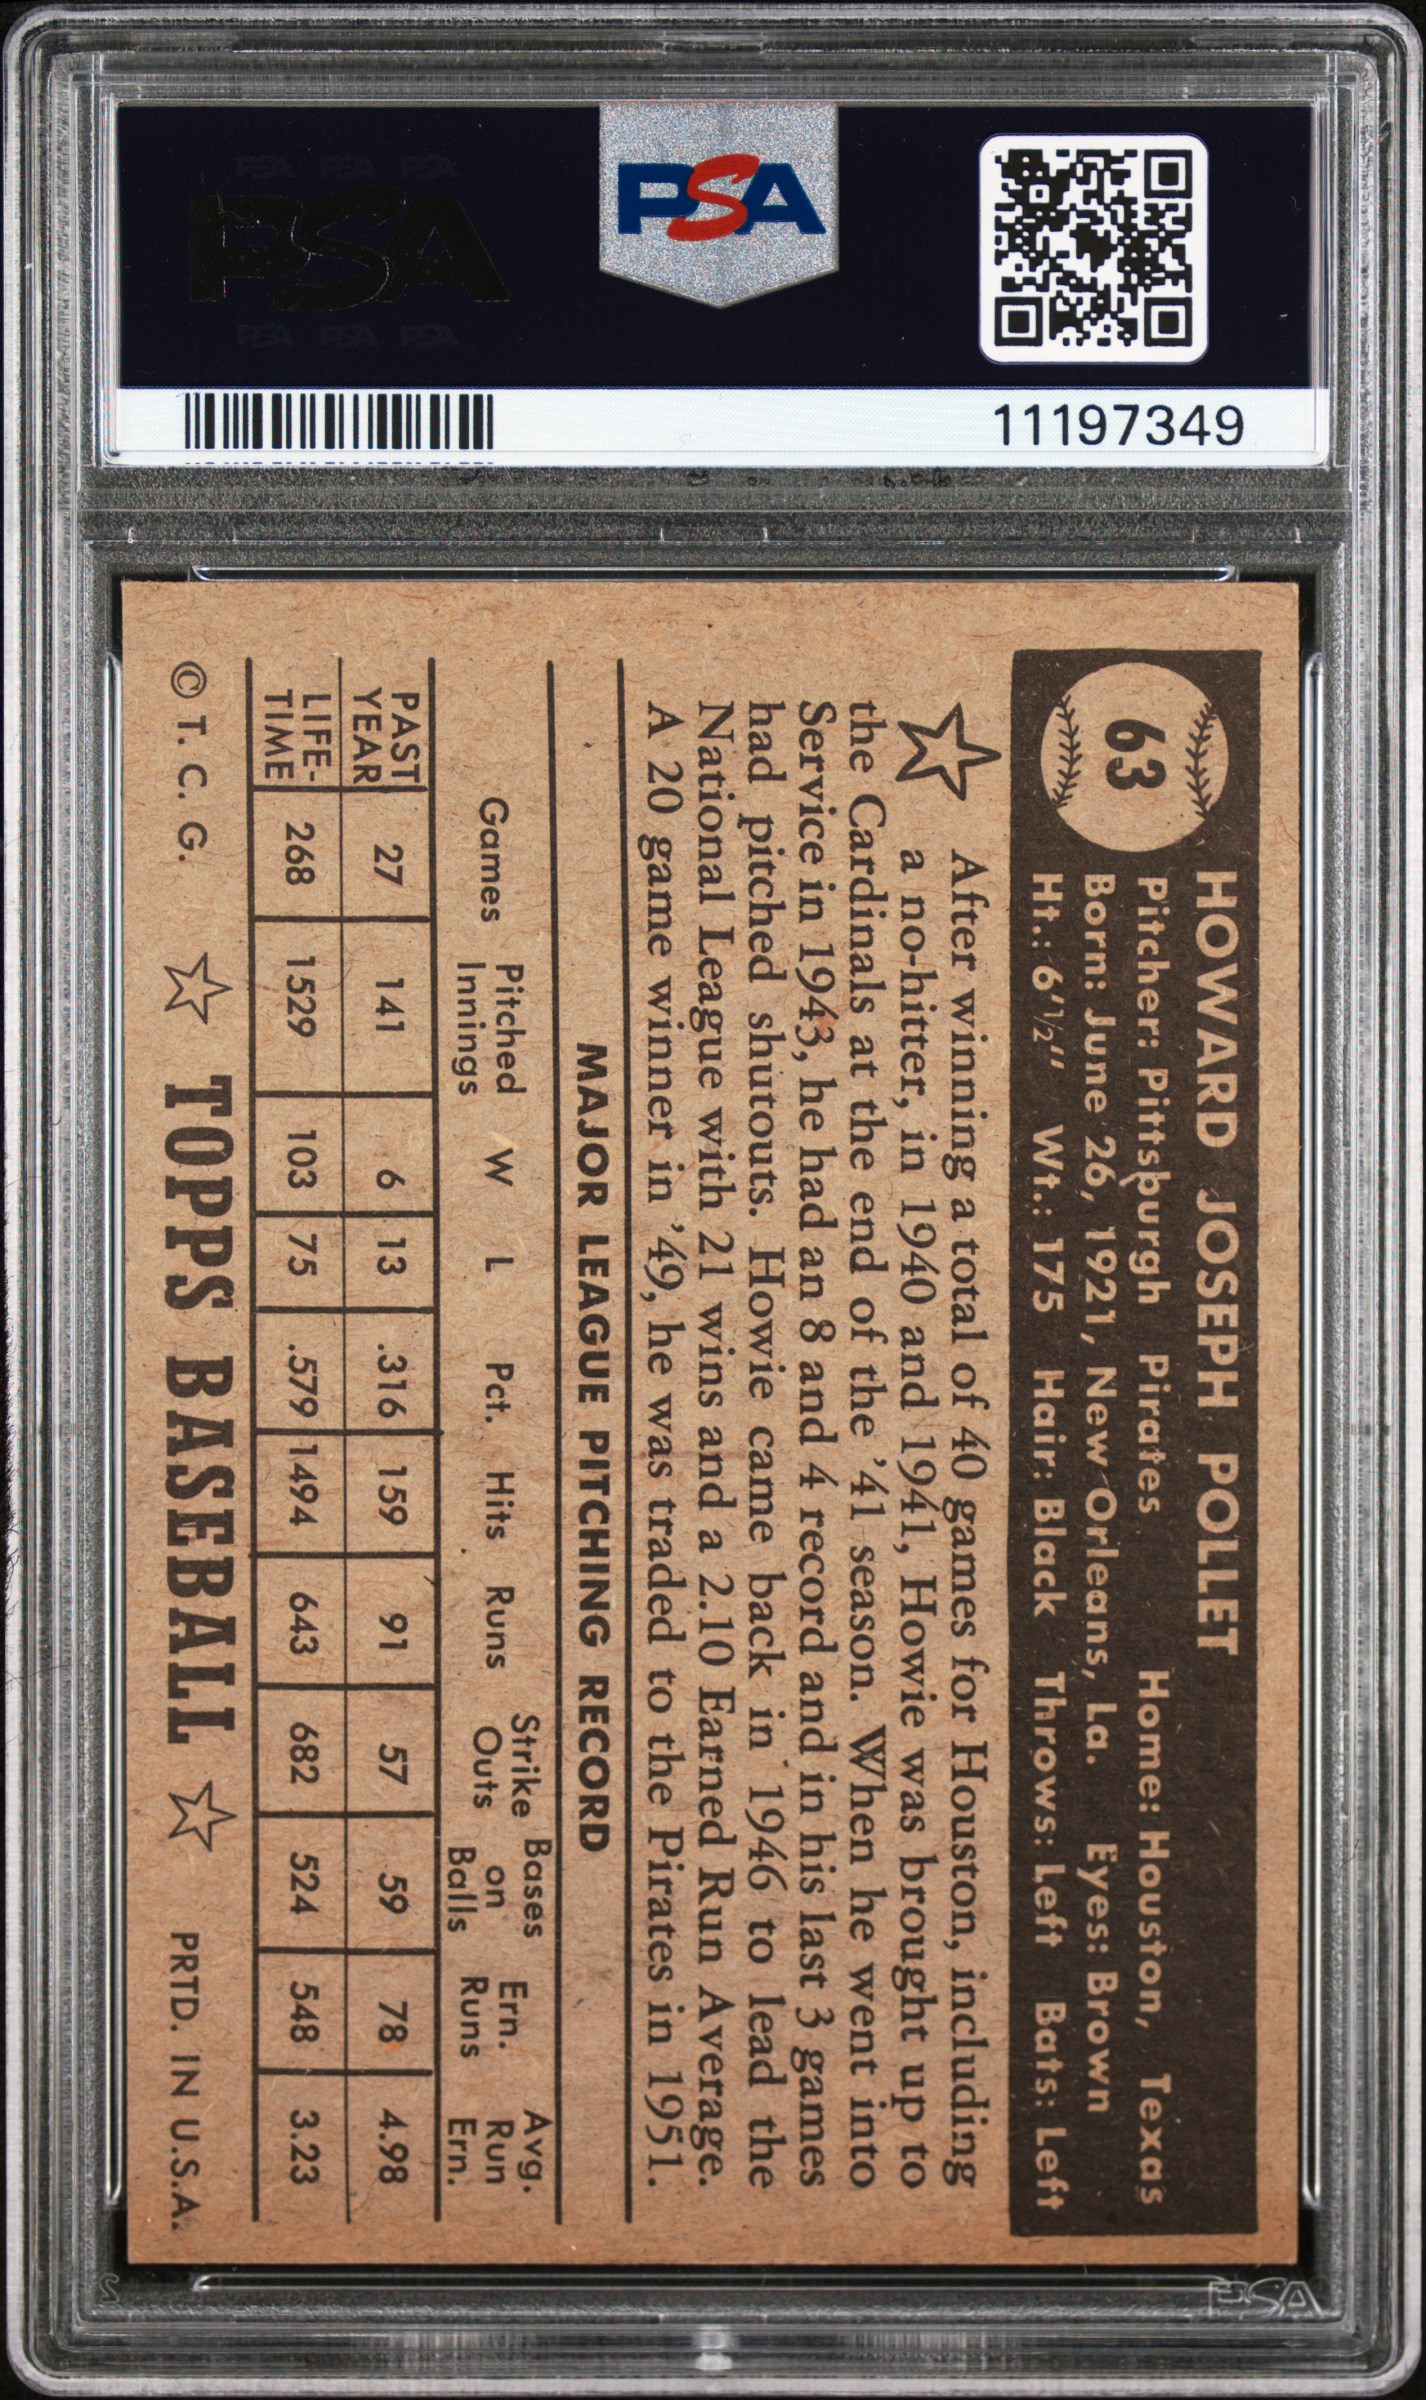 PSA
PSA PSA PSA
PSA
PSA PSA PSA
11197349
63
HOWARD JOSEPH POLLET
Pitcher: Pittsburgh Pirates Home: Houston, Texas
Born: June 26, 1921, New Orleans, La. Eyes: Brown
Ht.: 6'½" Wt.: 175 Hair: Black Throws: Left Bats: Left
After winning a total of 40 games for Houston, including
a no-hitter, in 1940 and 1941, Howie was brought up to
the Cardinals at the end of the '41 season. When he went into
Service in 1943, he had an 8 and 4 record and in his last 3 games
had pitched shutouts. Howie came back in 1946 to lead the
National League with 21 wins and a 2.10 Earned Run Average.
A 20 game winner in '49, he was traded to the Pirates in 1951.
MAJOR LEAGUE PITCHING RECORD
Games Pitched Innings W L Pct. Hits Runs Strike Outs Bases on Balls Ern. Runs Avg. Run Ern.
PAST YEAR 27 141 6 13 .316 159 91 57 59 78 4.98
LIFE-TIME 268 1529 103 75 .579 1494 643 682 524 548 3.23
© T. C. G. ☆ TOPPS BASEBALL ☆ PRTD. IN U.S.A.
PSA